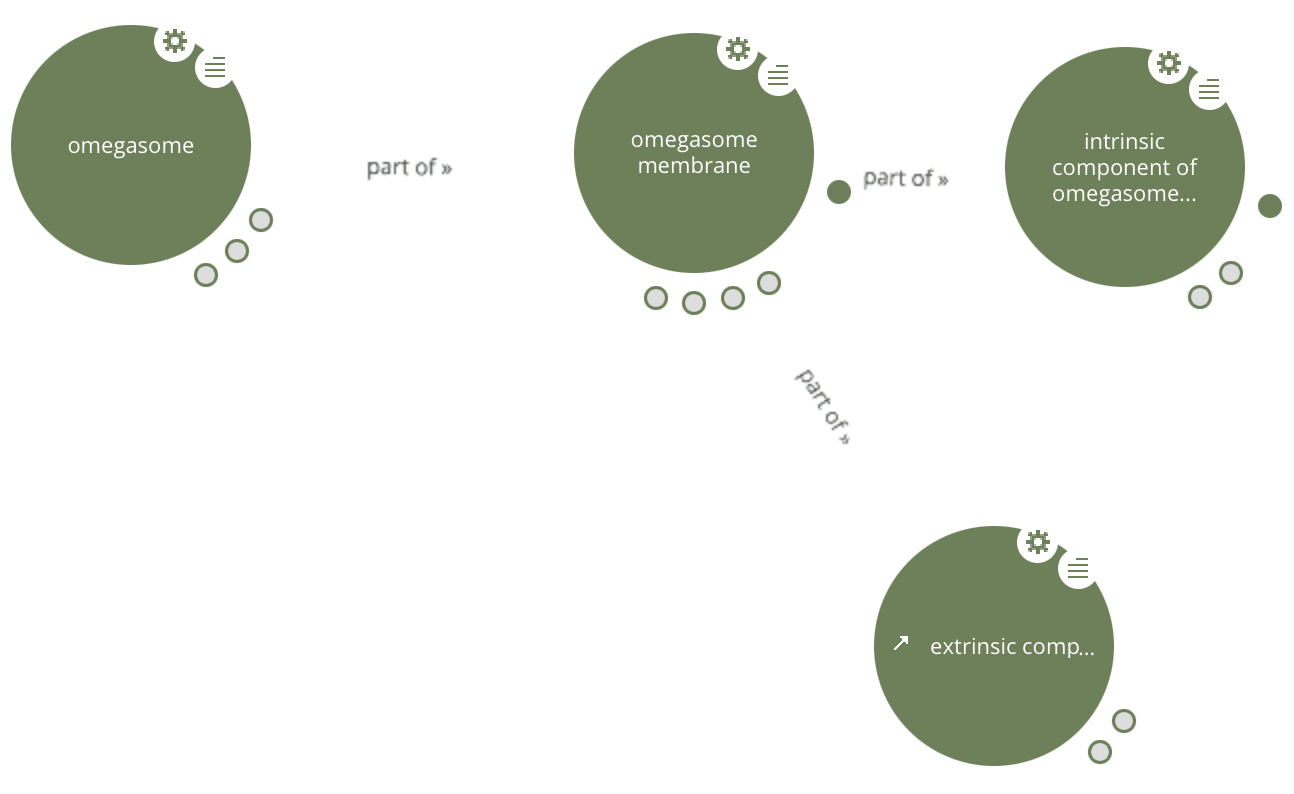 omegasome
part of »
omegasome
membrane
part of »
intrinsic
component of
omegasome...
part of »
extrinsic comp...